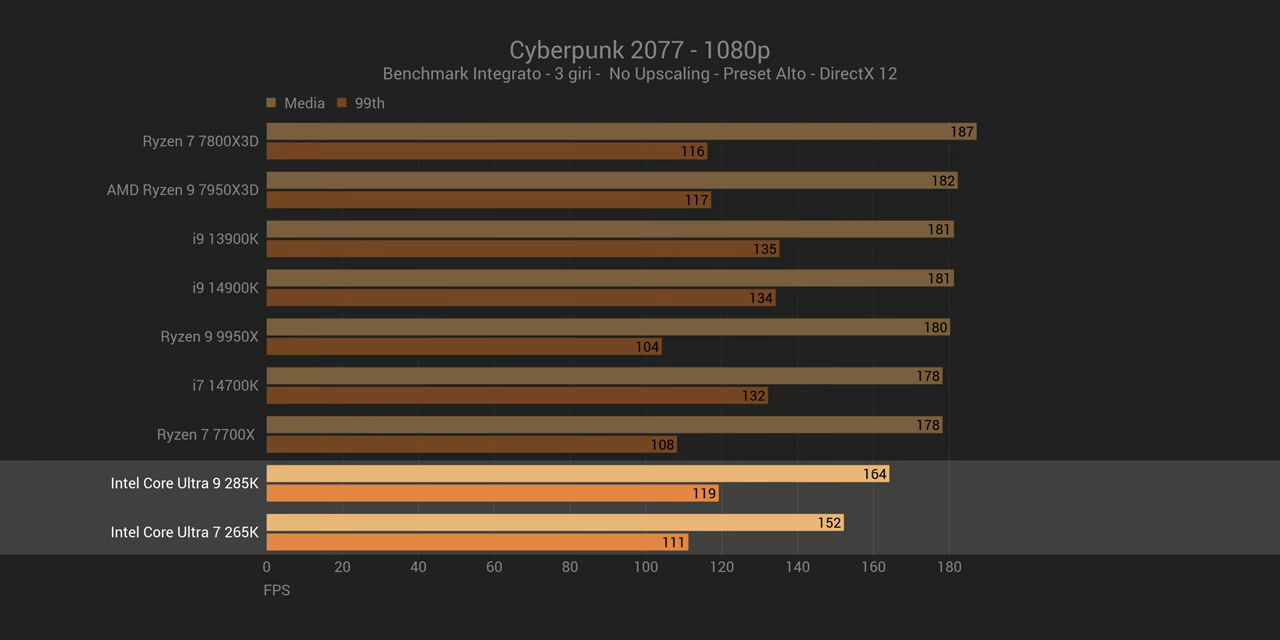 Cyberpunk 2077 - 1080p
Benchmark Integrato - 3 giri - No Upscaling - Preset Alto - DirectX 12
Media 99th
Ryzen 7 7800X3D 187 116
AMD Ryzen 9 7950X3D 182 117
i9 13900K 181 135
i9 14900K 181 134
Ryzen 9 9950X 180 104
i7 14700K 178 132
Ryzen 7 7700X 178 108
Intel Core Ultra 9 285K 164 119
Intel Core Ultra 7 265K 152 111
0 20 40 60 80 100 120 140 160 180
FPS